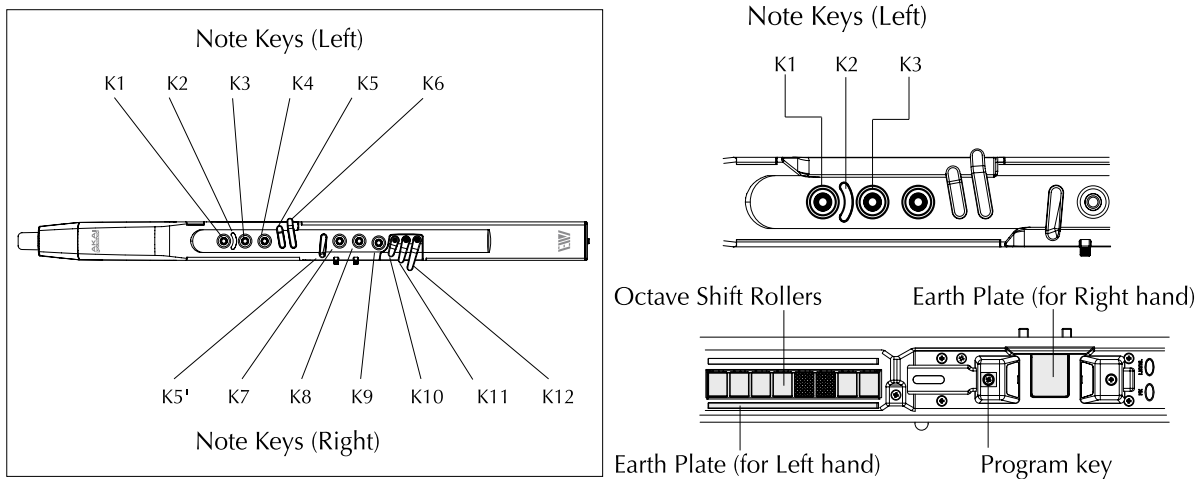 Note Keys (Left)
K1 K2 K3 K4 K5 K6
AKAI
EWI
K5' K7 K8 K9 K10 K11 K12
Note Keys (Right)
Note Keys (Left)
K1 K2 K3
Octave Shift Rollers Earth Plate (for Right hand)
Earth Plate (for Left hand) Program key